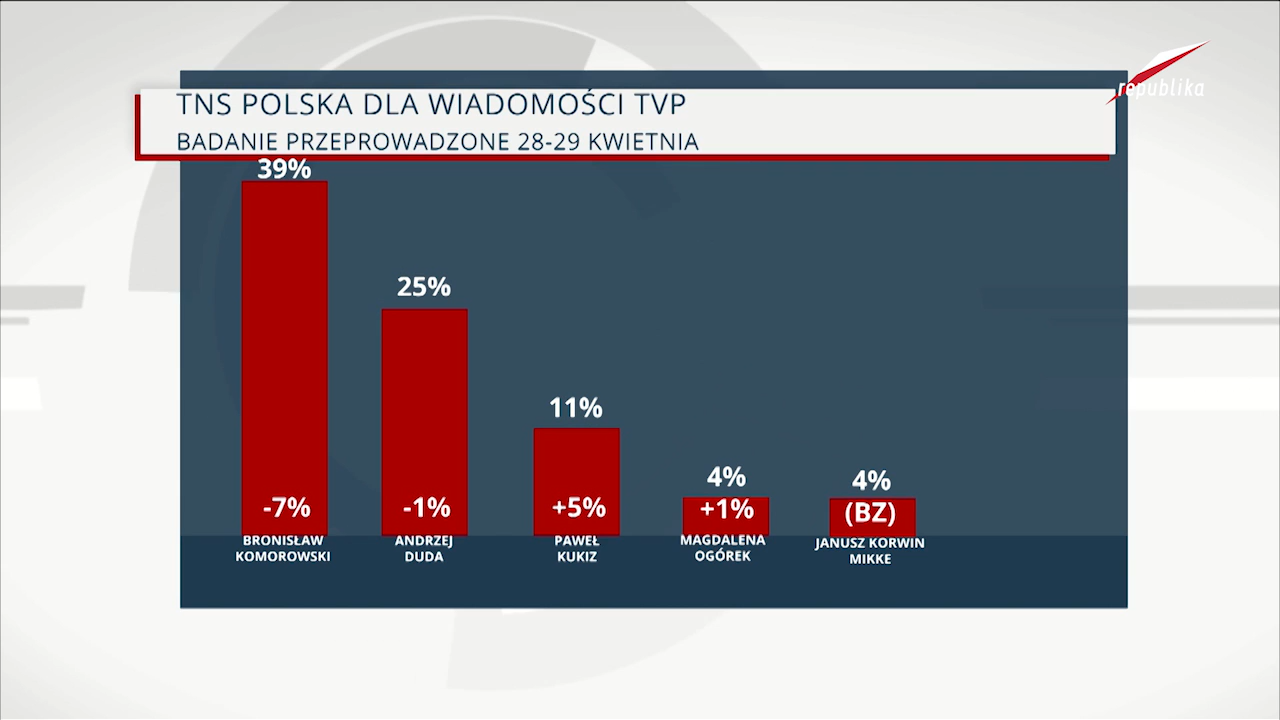 republika
TNS POLSKA DLA WIADOMOŚCI TVP
BADANIE PRZEPROWADZONE 28-29 KWIETNIA
39%
25%
11%
4%
4%
-7%
-1%
+5%
+1%
(BZ)
BRONISŁAW
KOMOROWSKI
ANDRZEJ
DUDA
PAWEŁ
KUKIZ
MAGDALENA
OGÓREK
JANUSZ KORWIN
MIKKE